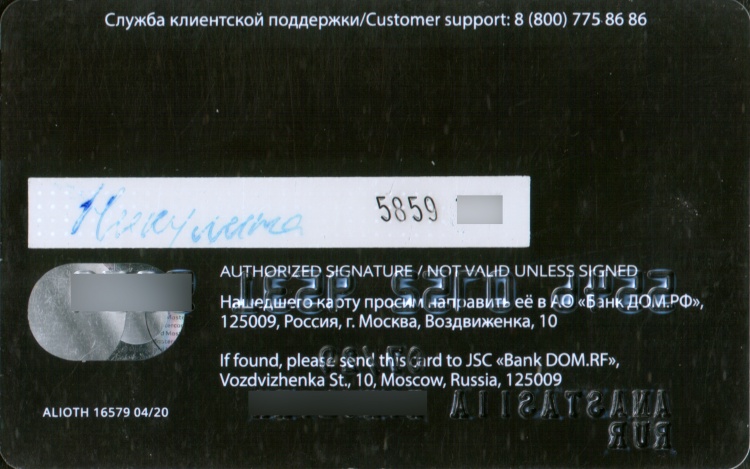 Служба клиентской поддержки/Customer support: 8 (800) 775 86 86
Никулина 5859
AUTHORIZED SIGNATURE / NOT VALID UNLESS SIGNED
Нашедшего карту просим направить её в АО «Банк ДОМ.РФ»,
125009, Россия, г. Москва, Воздвиженка, 10
If found, please send this card to JSC «Bank DOM.RF»,
Vozdvizhenka St., 10, Moscow, Russia, 125009
ALIOTH 16579 04/20
ANASTASIIA
RUR